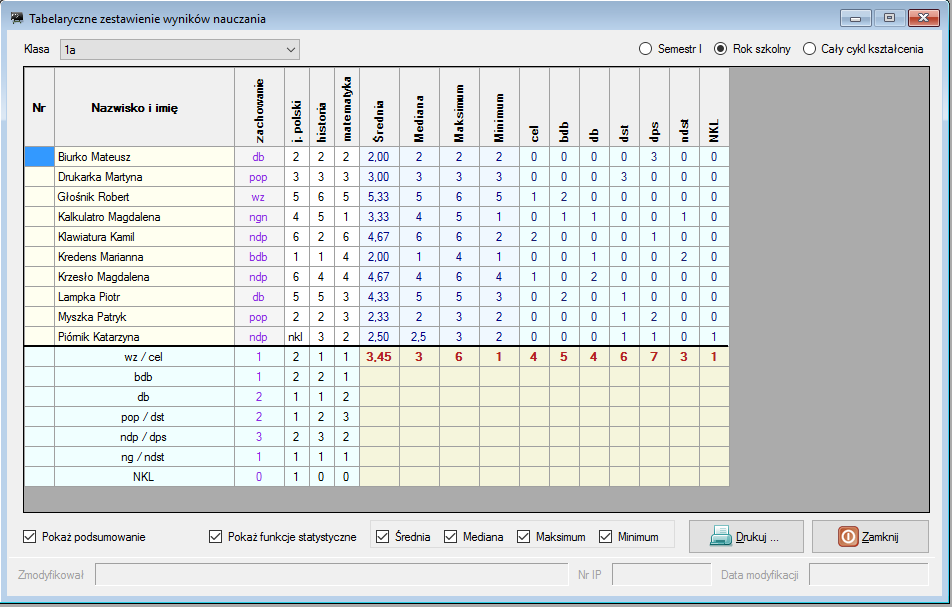 Tabelaryczne zestawienie wyników nauczania
Klasa 1a Semestr I Rok szkolny Cały cykl kształcenia
Nr Nazwisko i imię zachowanie j. polski historia matematyka Średnia Mediana Maksimum Minimum cel bdb db dst dps ndst NKL
Biurko Mateusz db 2 2 2 2,00 2 2 2 0 0 0 0 3 0 0
Drukarka Martyna pop 3 3 3 3,00 3 3 3 0 0 0 3 0 0 0
Głośnik Robert wz 5 6 5 5,33 5 6 5 1 2 0 0 0 0 0
Kalkulatro Magdalena ngn 4 5 1 3,33 4 5 1 0 1 1 0 0 1 0
Klawiatura Kamil ndp 6 2 6 4,67 6 6 2 2 0 0 0 1 0 0
Kredens Marianna bdb 1 1 4 2,00 1 4 1 0 0 1 0 0 2 0
Krzesło Magdalena ndp 6 4 4 4,67 4 6 4 1 0 2 0 0 0 0
Lampka Piotr db 5 5 3 4,33 5 5 3 0 2 0 1 0 0 0
Myszka Patryk pop 2 2 3 2,33 2 3 2 0 0 0 1 2 0 0
Piórnik Katarzyna ndp nkl 3 2 2,50 2,5 3 2 0 0 0 1 1 0 1
wz / cel 1 2 1 1 3,45 3 6 1 4 5 4 6 7 3 1
bdb 1 2 2 1
db 2 1 1 2
pop / dst 2 1 2 3
ndp / dps 3 2 3 2
ng / ndst 1 1 1 1
NKL 0 1 0 0
Pokaż podsumowanie Pokaż funkcje statystyczne Średnia Mediana Maksimum Minimum Drukuj ... Zamknij
Zmodyfikował Nr IP Data modyfikacji